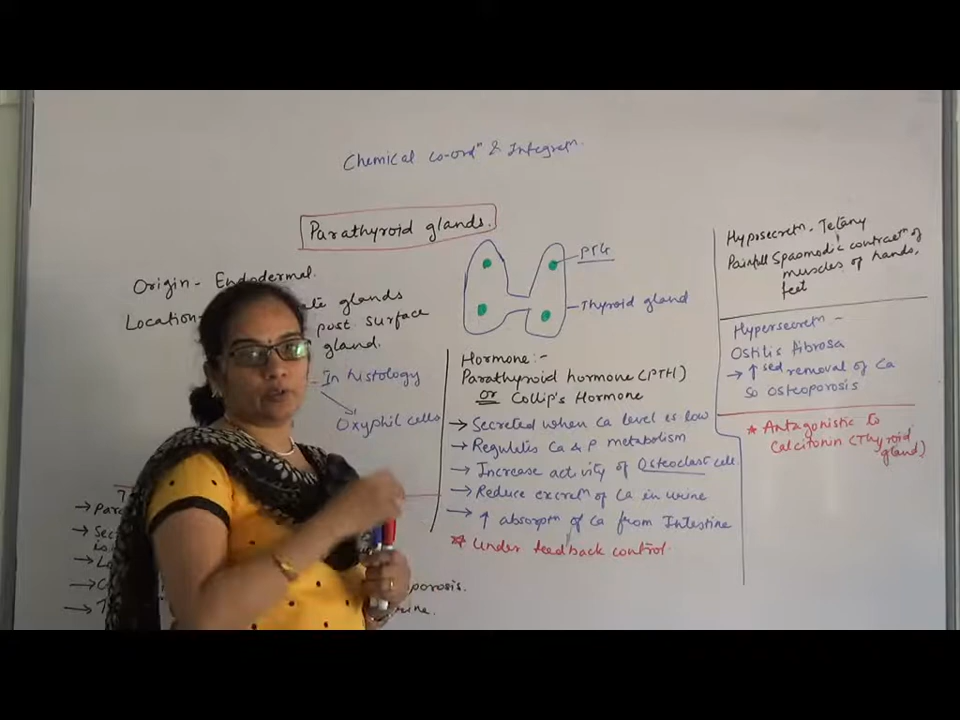 Chemical co-ordn & Integratn.
Parathyroid glands.
Origin - Endodermal.
Location-
glands
post surface
gland.
In histology
Oxyphil cells
PTG
Thyroid gland
Hormone:-
Parathyroid hormone (PTH)
or Collip's Hormone
→ Secreted when Ca level is low
→ Regulates Ca & P metabolism
→ Increase activity of Osteoclast cells
→ Reduce excretn of Ca in urine
→ ↑ absorptn of Ca from Intestine
* Under feedback control
Hyposecretn - Tetany
Painful Spasmodic contractn of
muscles of hands,
feet
Hypersecretn -
Ostitis fibrosa
→ ↑sed removal of Ca
so osteoporosis
* Antagonistic to
Calcitonin (Thyroid
gland)
→
→
→
→
→